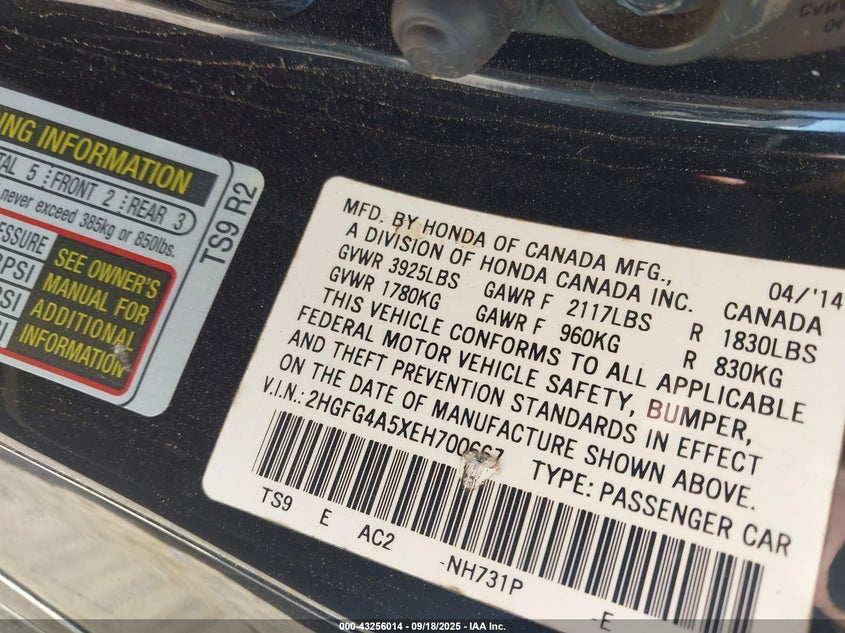 ING INFORMATION
TAL 5 FRONT 2 REAR 3
never exceed 385kg or 850lbs.
ESSURE
PSI
PSI
SEE OWNER'S
MANUAL FOR
ADDITIONAL
INFORMATION
TS9 R2
MFD. BY HONDA OF CANADA MFG.,
A DIVISION OF HONDA CANADA INC. CANADA 04/'14
GVWR 3925LBS GAWR F 2117LBS R 1830LBS
GVWR 1780KG GAWR F 960KG R 830KG
THIS VEHICLE CONFORMS TO ALL APPLICABLE
FEDERAL MOTOR VEHICLE SAFETY, BUMPER,
AND THEFT PREVENTION STANDARDS IN EFFECT
ON THE DATE OF MANUFACTURE SHOWN ABOVE.
V.I.N.: 2HGFG4A5XEH700667 TYPE: PASSENGER CAR
TS9 E AC2 -NH731P -E
000-43256014 - 09/18/2025 - IAA Inc.